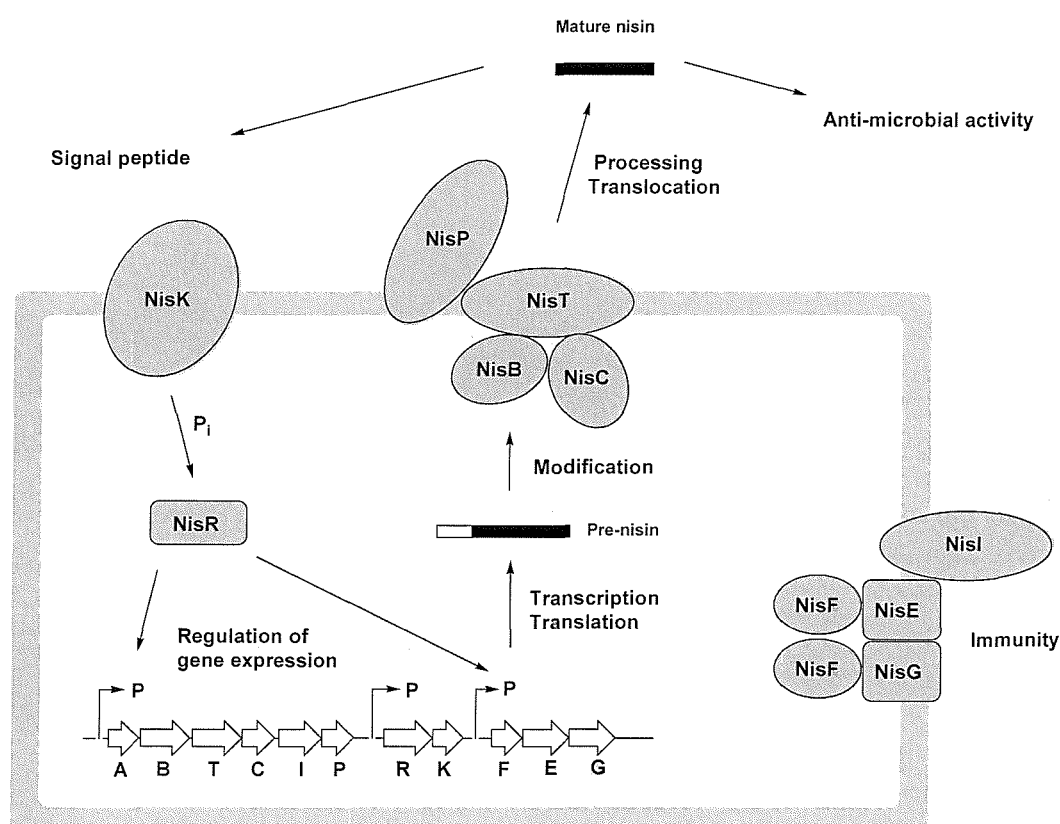 Mature nisin
Anti-microbial activity
Signal peptide
Processing
Translocation
NisP
NisK
NisT
NisB
NisC
P_i
Modification
NisR
Pre-nisin
NisI
NisF
NisE
NisF
NisG
Immunity
Transcription
Translation
Regulation of
gene expression
P
P
P
A B T C I P R K F E G